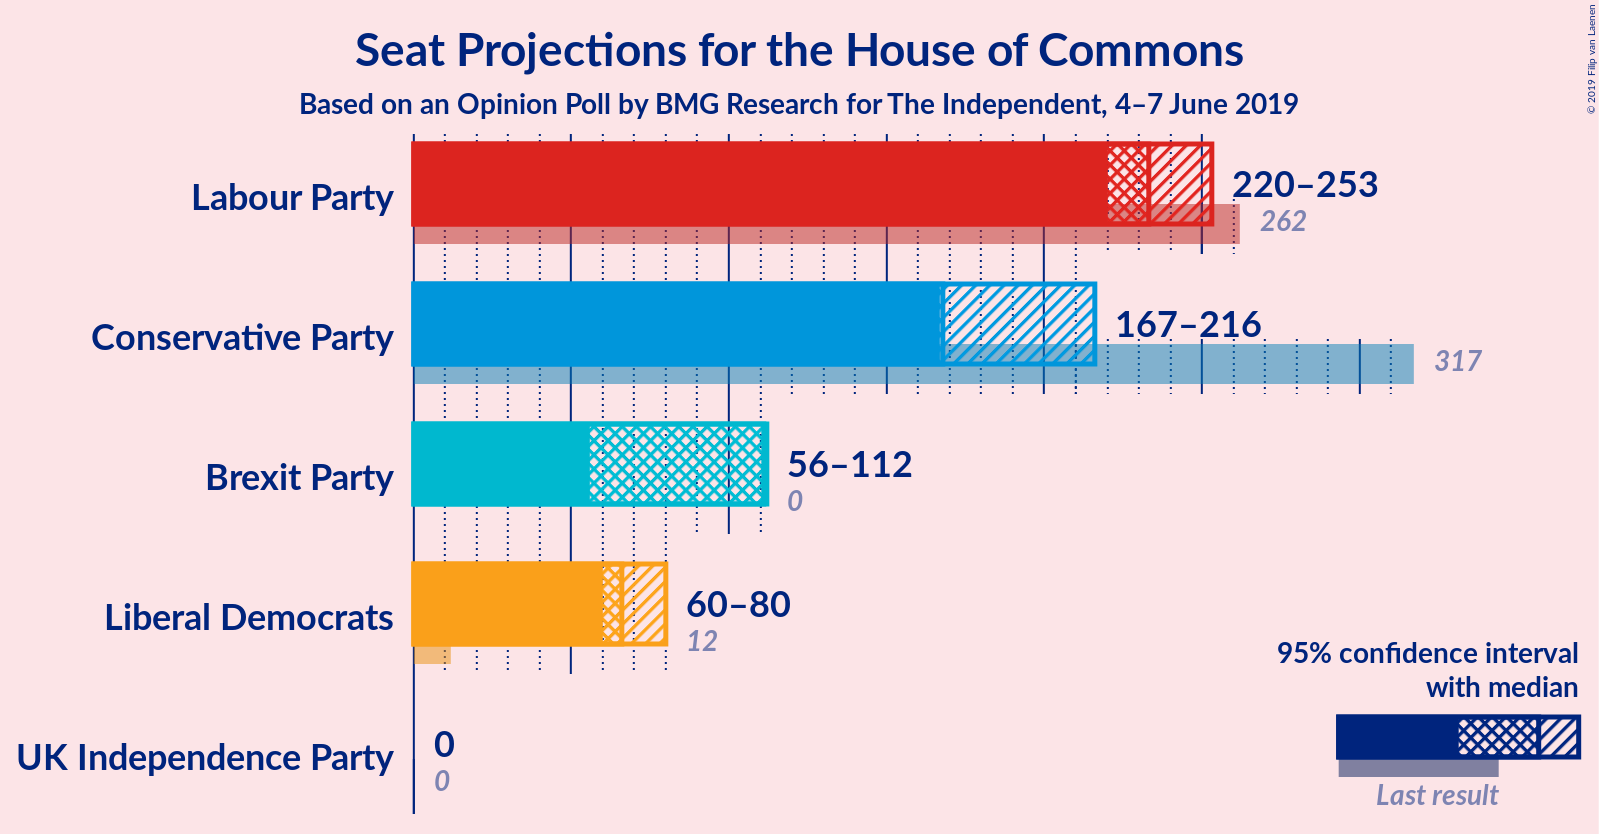 Seat Projections for the House of Commons
Based on an Opinion Poll by BMG Research for The Independent, 4–7 June 2019
© 2019 Filip van Laenen
Labour Party
220–253
262
Conservative Party
167–216
317
Brexit Party
56–112
0
Liberal Democrats
60–80
12
UK Independence Party
0
0
95% confidence interval
with median
Last result